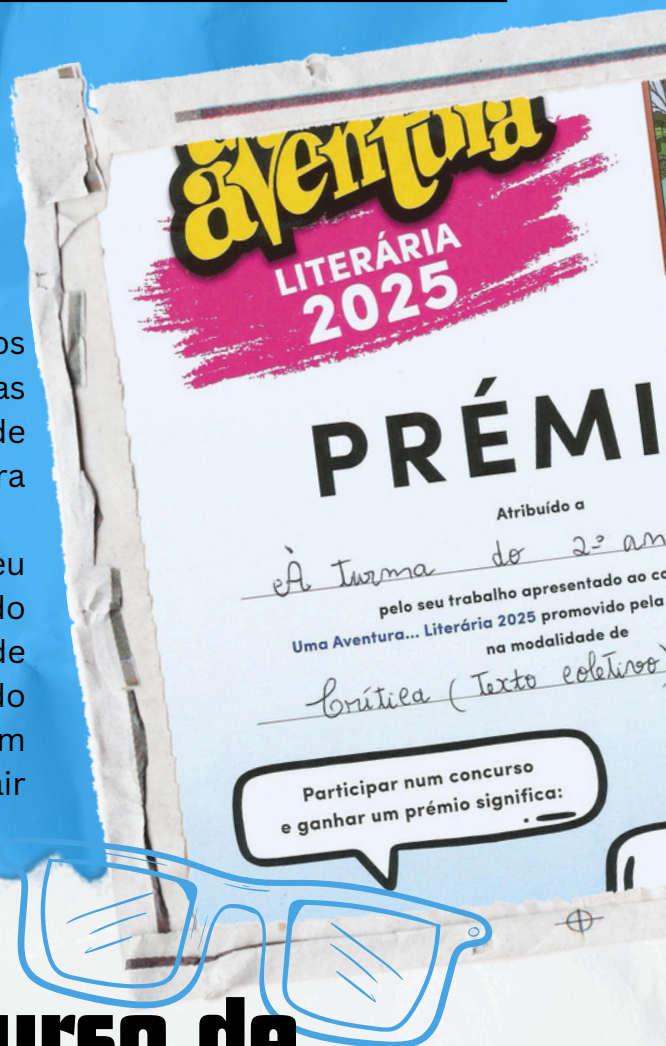 os
as
de
ra
eu
do
de
do
m
air
aventura
LITERÁRIA
2025
PRÉMI
Atribuído a
À turma do 2º an
pelo seu trabalho apresentado ao co
Uma Aventura... Literária 2025 promovido pela
na modalidade de
Crítica (Texto coletivo)
Participar num concurso
e ganhar um prémio significa:
urso de